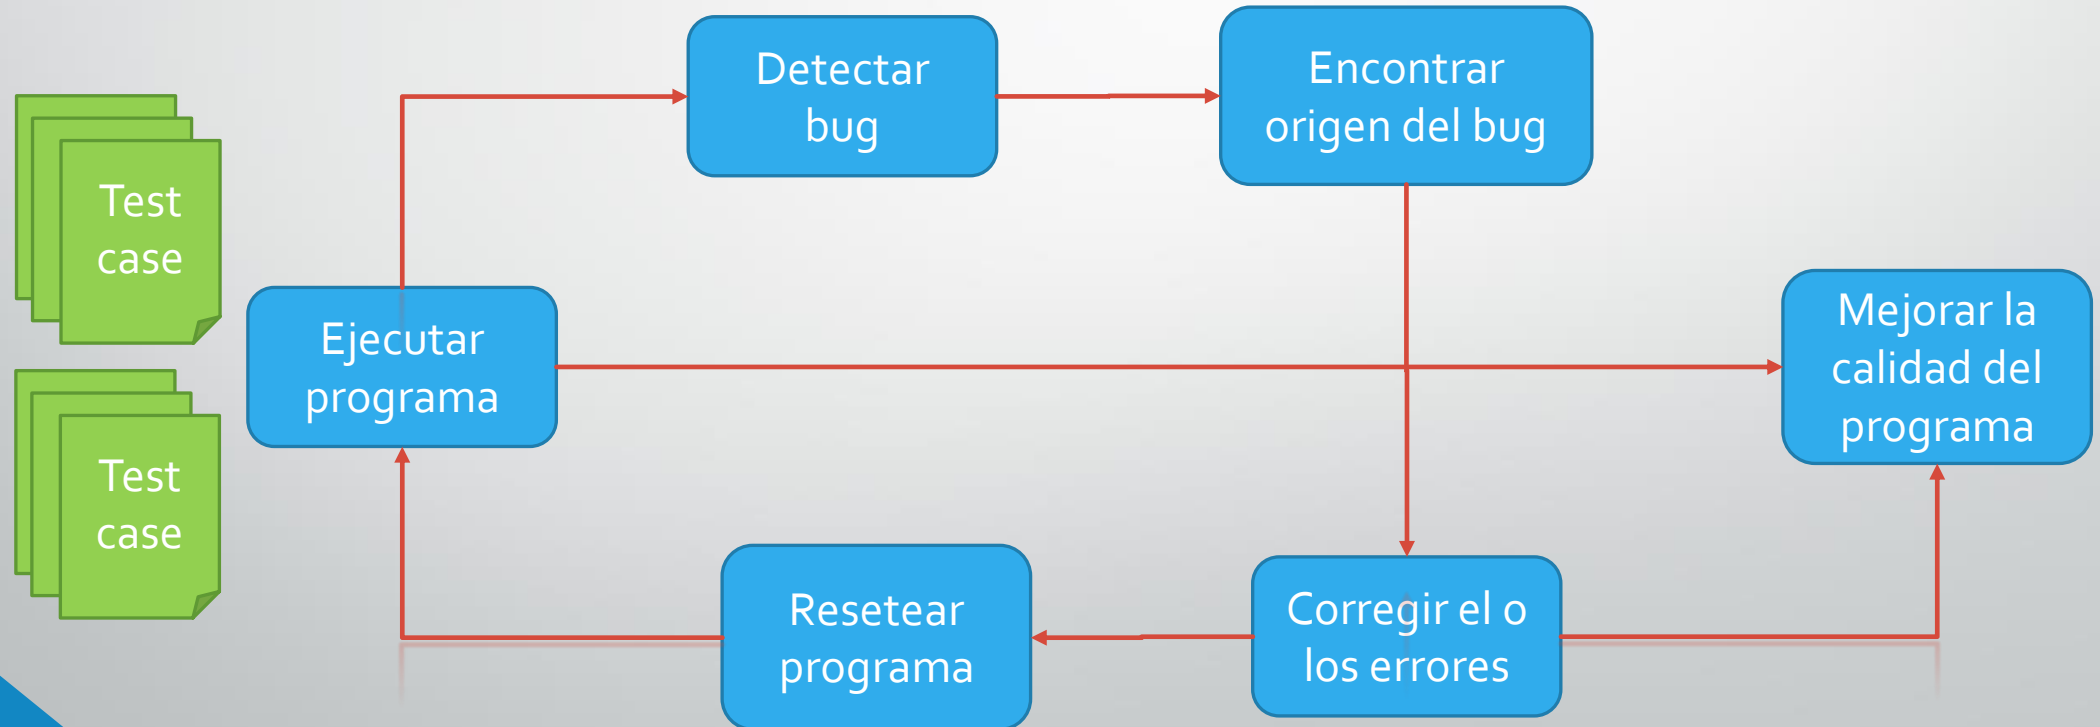 Test
case
Test
case
Ejecutar
programa
Detectar
bug
Encontrar
origen del bug
Mejorar la
calidad del
programa
Resetear
programa
Corregir el o
los errores